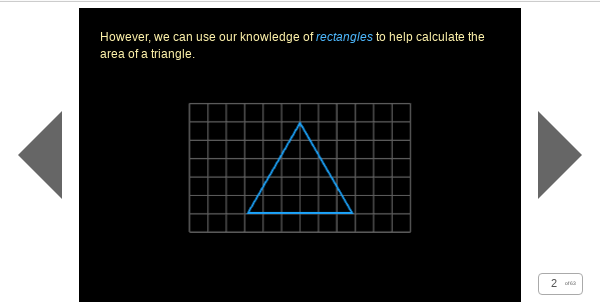 However, we can use our knowledge of rectangles to help calculate the
area of a triangle.
2 of 63